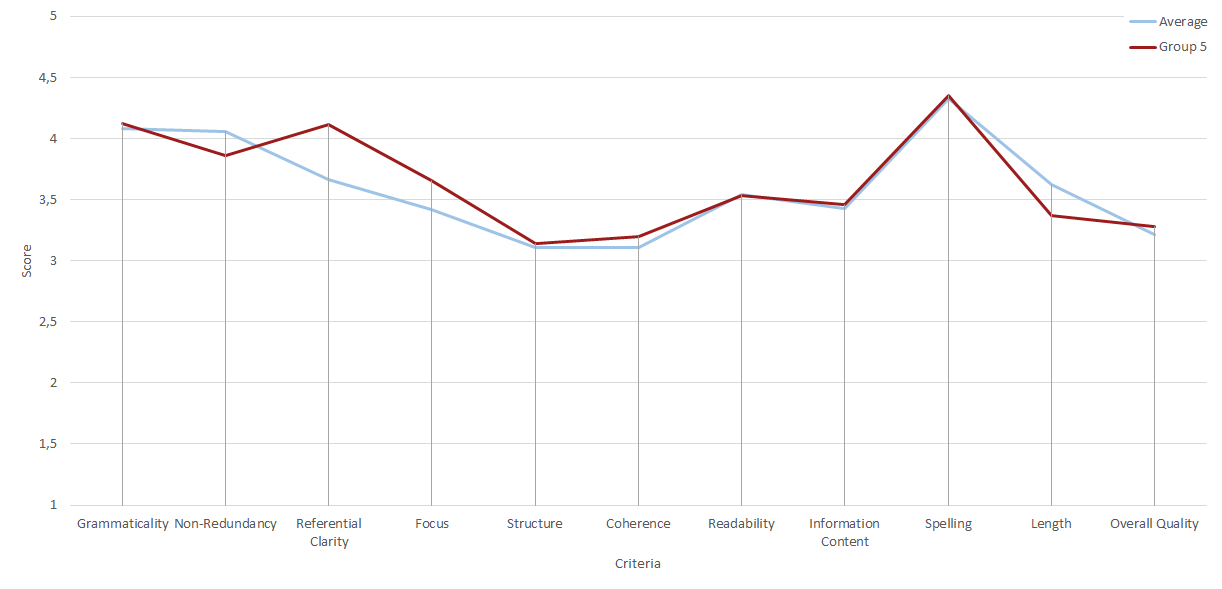 5
Average
Group 5
4,5
4
3,5
Score
3
2,5
2
1,5
1
Grammaticality Non-Redundancy Referential Focus Structure Coherence Readability Information Spelling Length Overall Quality
Clarity Content
Criteria